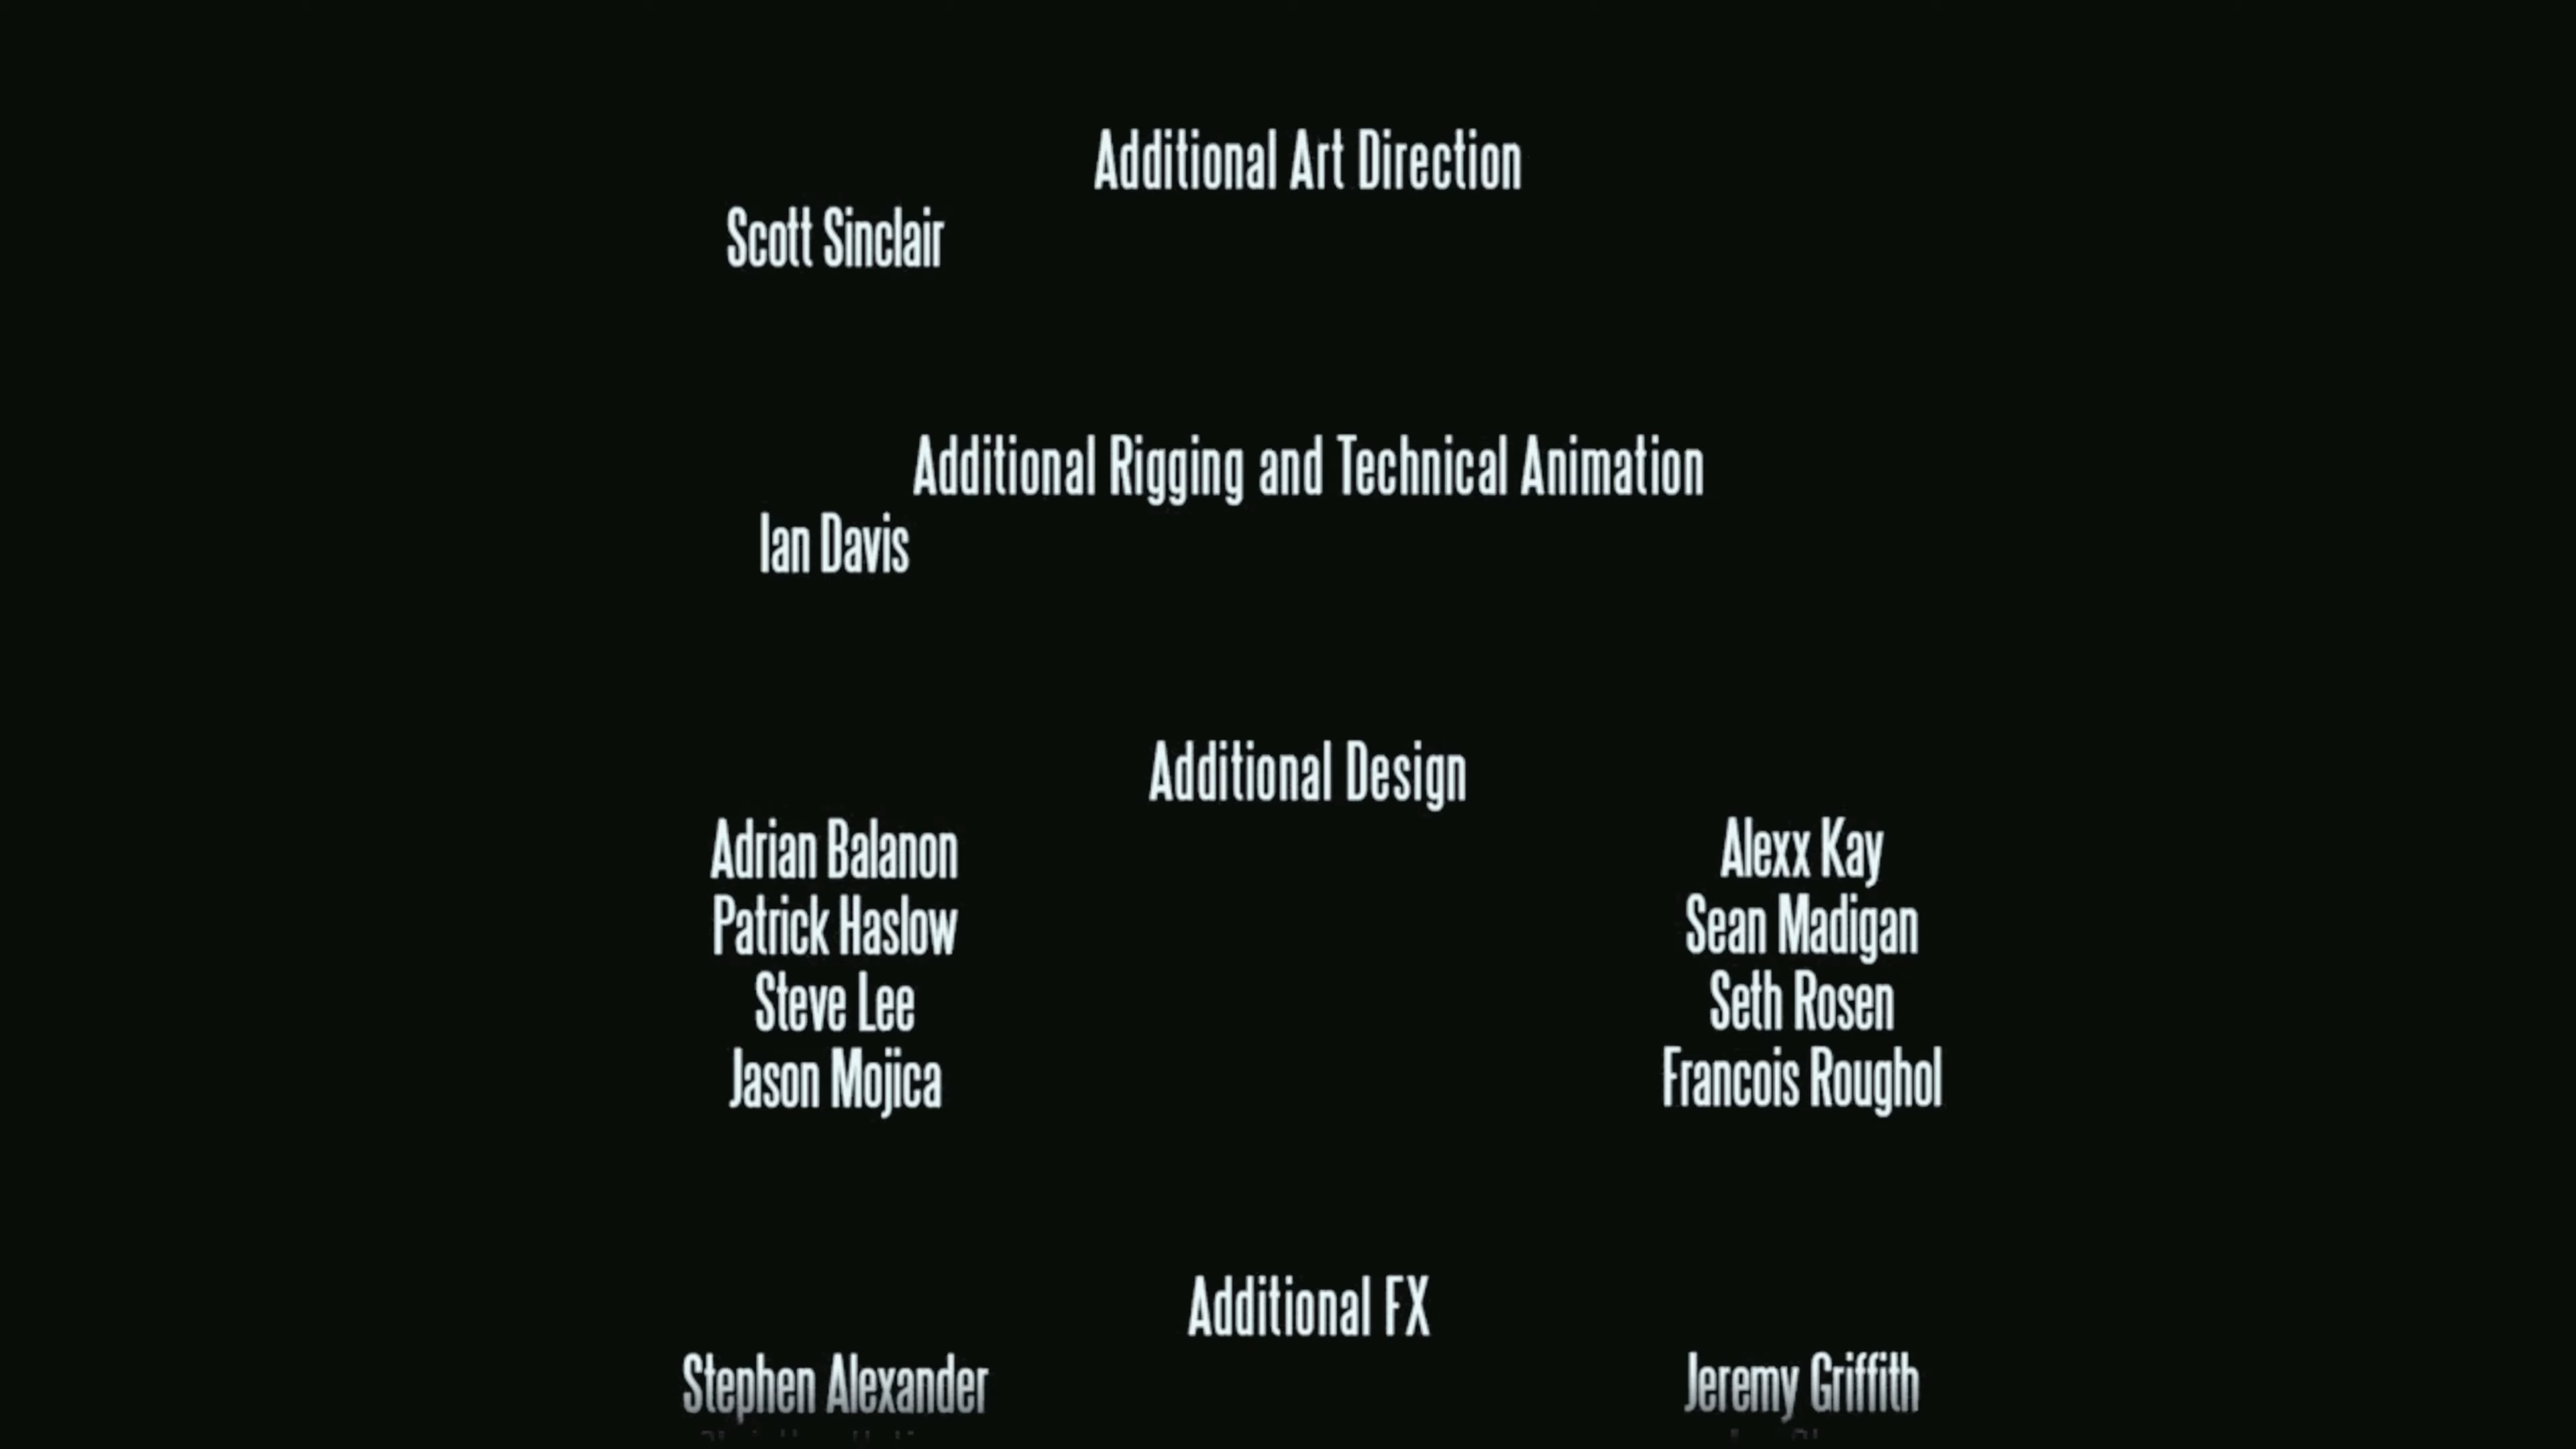 Additional Art Direction
Scott Sinclair
Additional Rigging and Technical Animation
Ian Davis
Additional Design
Adrian Balanon
Alexx Kay
Patrick Haslow
Sean Madigan
Steve Lee
Seth Rosen
Jason Mojica
Francois Roughol
Additional FX
Stephen Alexander
Jeremy Griffith